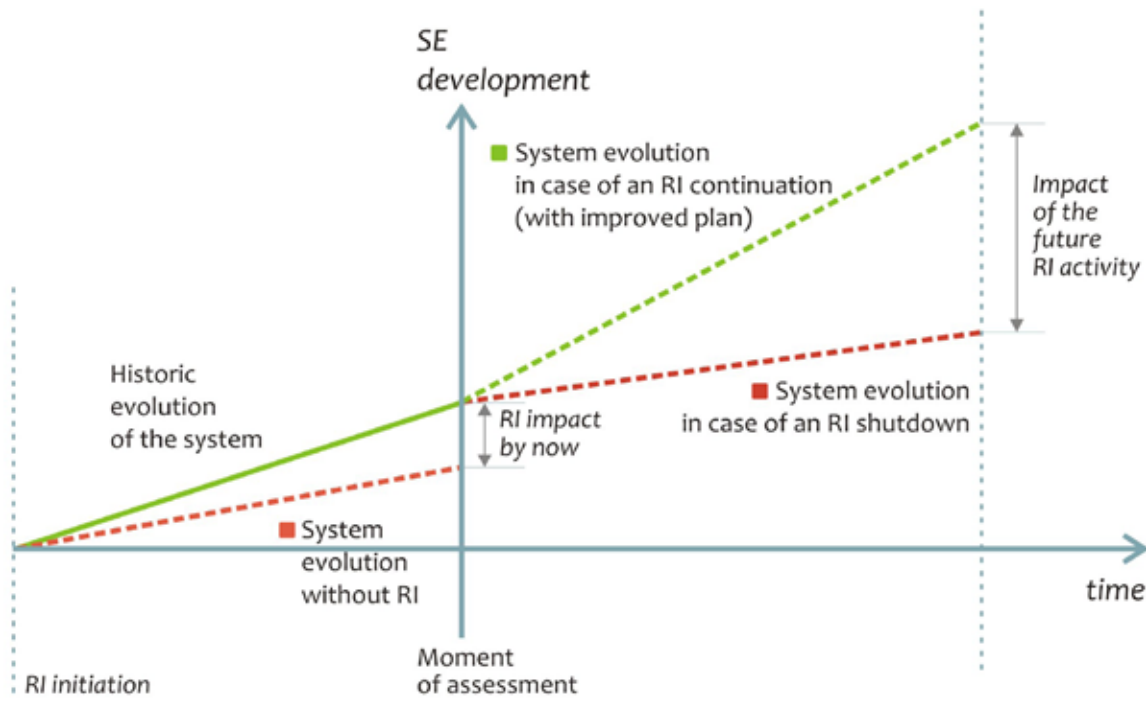 SE
development
System evolution
in case of an RI continuation
(with improved plan)
Impact
of the
future
RI activity
Historic
evolution
of the system
RI impact
by now
System evolution
in case of an RI shutdown
System
evolution
without RI
time
Moment
of assessment
RI initiation